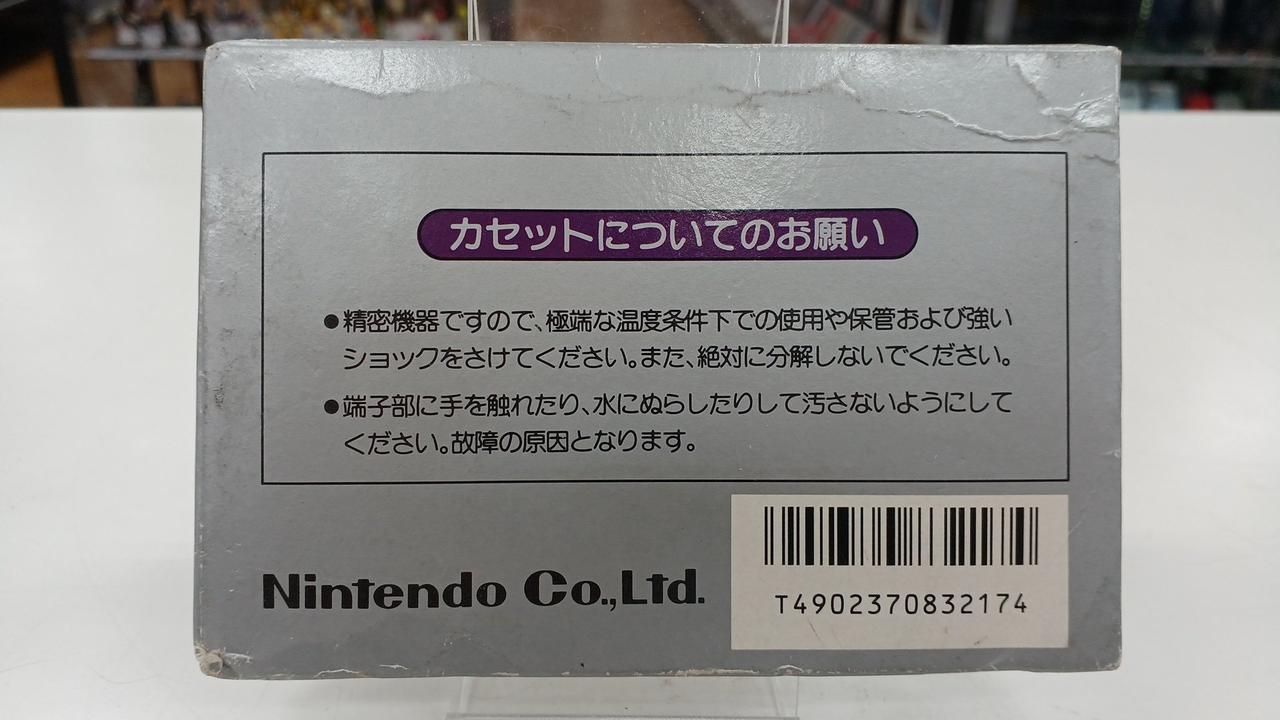 カセットについてのお願い
●精密機器ですので、極端な温度条件下での使用や保管および強い
ショックをさけてください。また、絶対に分解しないでください。
●端子部に手を触れたり、水にぬらしたりして汚さないようにして
ください。故障の原因となります。
Nintendo Co.,Ltd.
T4902370832174